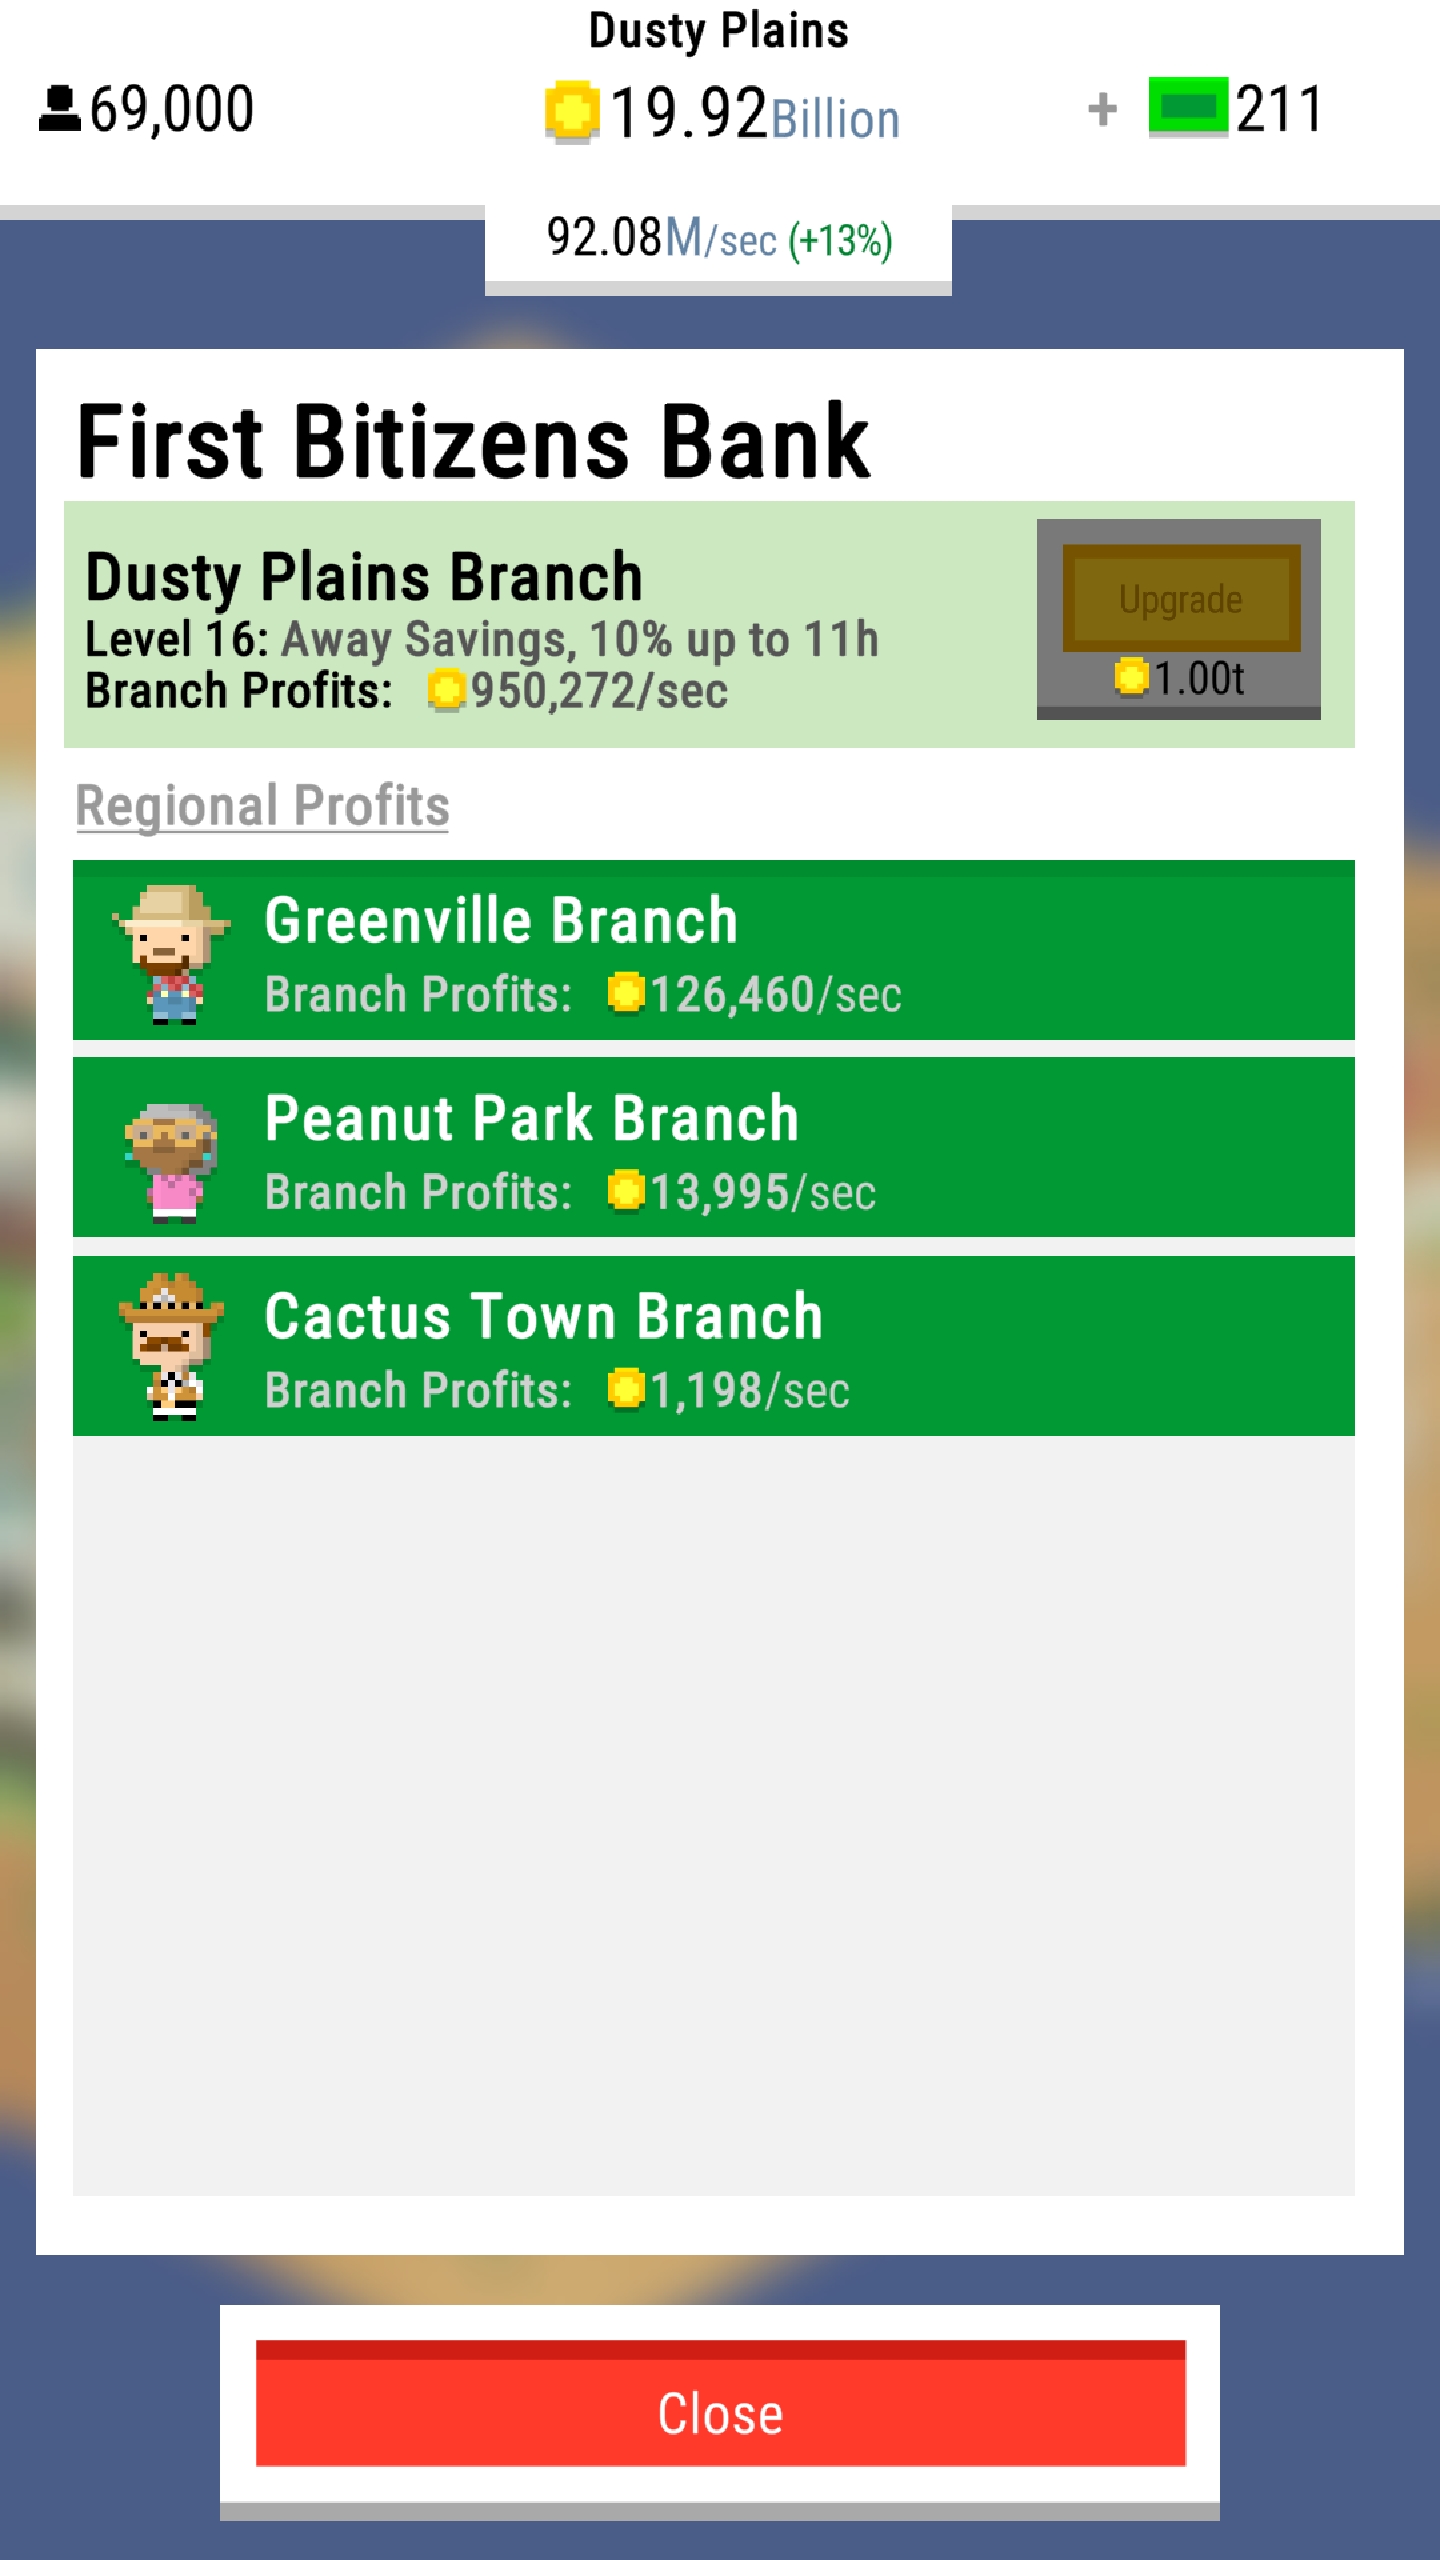 Dusty Plains
69,000 19.92Billion + 211
92.08M/sec (+13%)
First Bitizens Bank
Dusty Plains Branch
Level 16: Away Savings, 10% up to 11h
Branch Profits: 950,272/sec
Upgrade
1.00t
Regional Profits
Greenville Branch
Branch Profits: 126,460/sec
Peanut Park Branch
Branch Profits: 13,995/sec
Cactus Town Branch
Branch Profits: 1,198/sec
Close